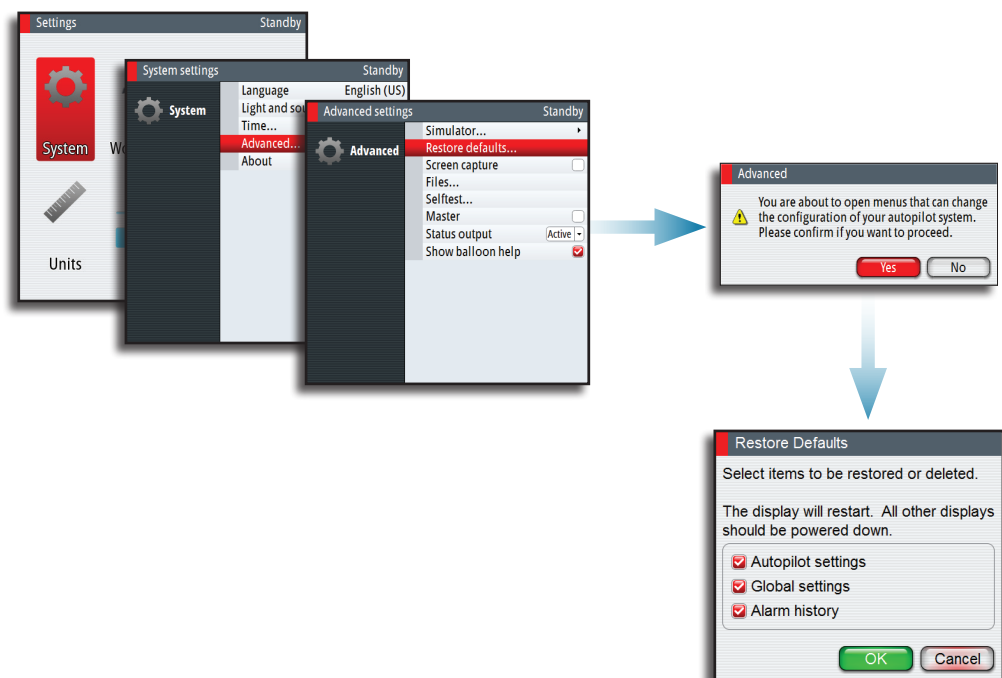 Settings Standby
System
Units
System settings Standby
System
Language English (US)
Light and
Time...
Advanced...
About
Advanced settings Standby
Advanced
Simulator...
Restore defaults...
Screen capture
Files...
Selftest...
Master
Status output Active
Show balloon help
Advanced
You are about to open menus that can change
the configuration of your autopilot system.
Please confirm if you want to proceed.
Yes No
Restore Defaults
Select items to be restored or deleted.
The display will restart. All other displays
should be powered down.
Autopilot settings
Global settings
Alarm history
OK Cancel